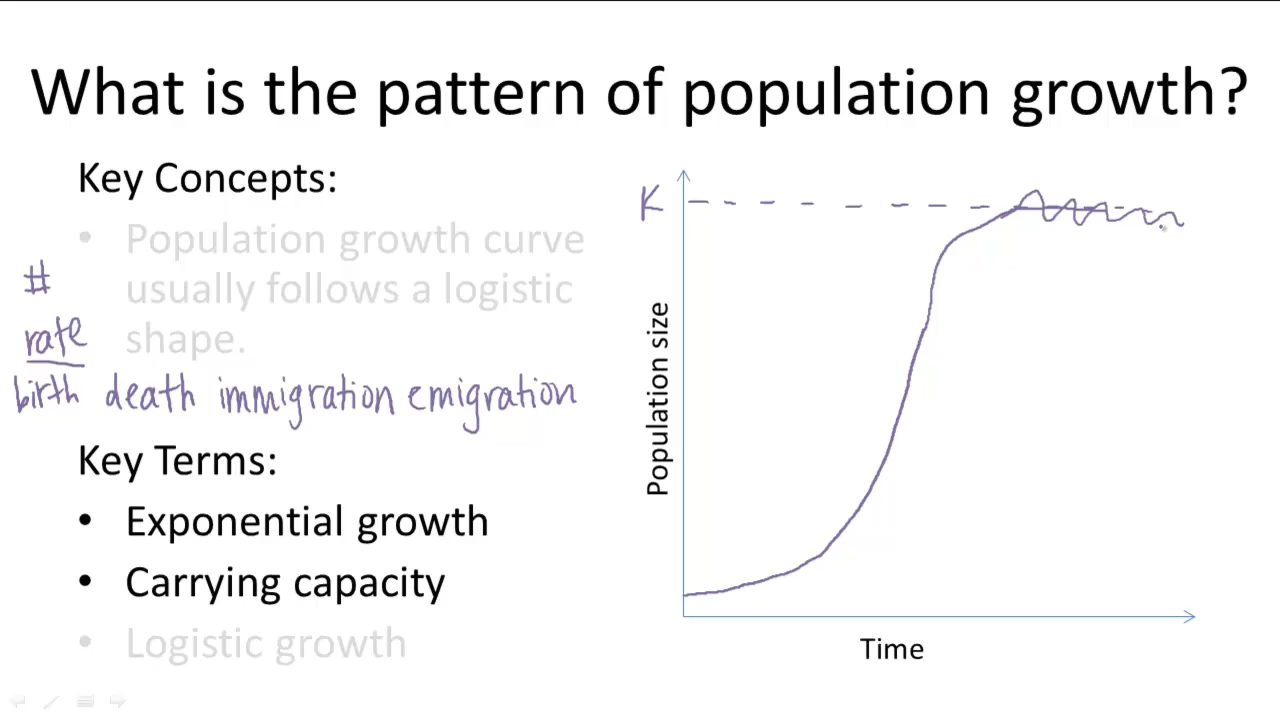 What is the pattern of population growth?
Key Concepts:
• Population growth curve
usually follows a logistic
shape.
#
rate
birth death immigration emigration
Key Terms:
• Exponential growth
• Carrying capacity
• Logistic growth
K
Population size
Time